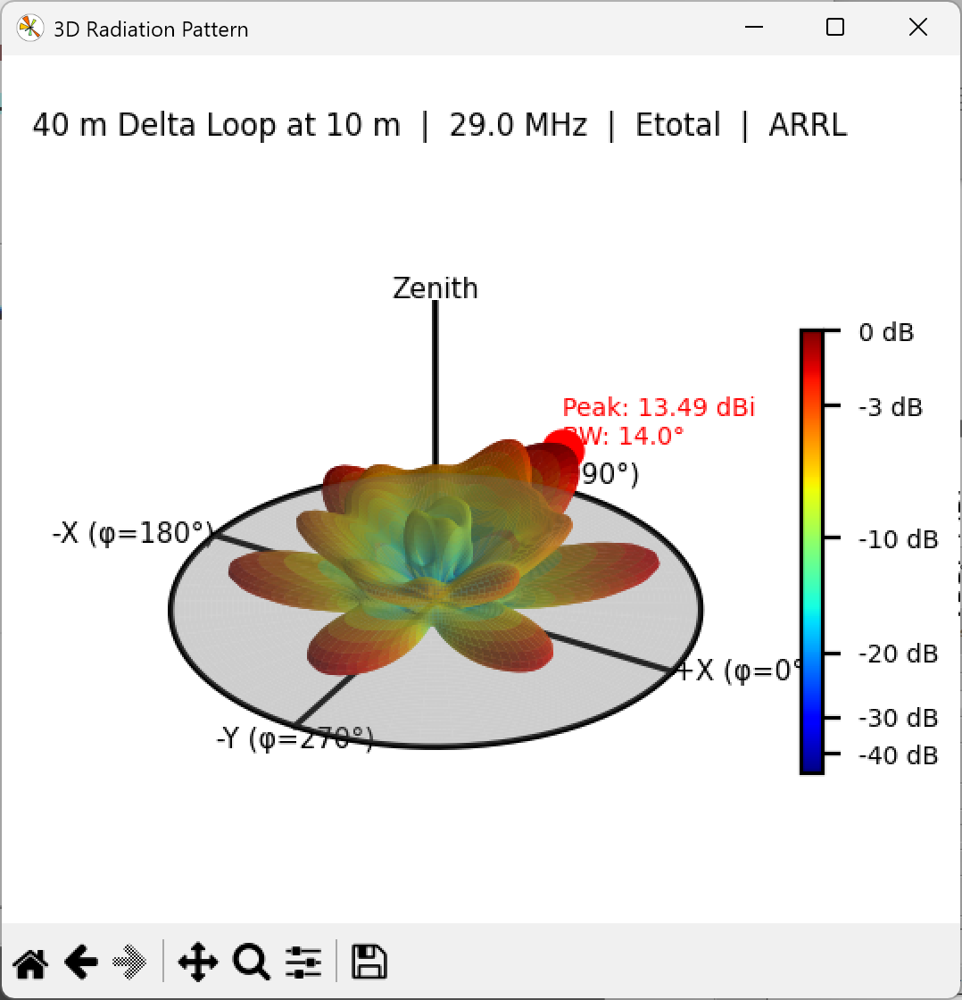 3D Radiation Pattern
40 m Delta Loop at 10 m | 29.0 MHz | Etotal | ARRL
Zenith
0 dB
Peak: 13.49 dBi
-3 dB
BW: 14.0°
90°)
-X (φ=180°)
-10 dB
-20 dB
+X (φ=0°
-30 dB
-Y (φ=270°)
-40 dB